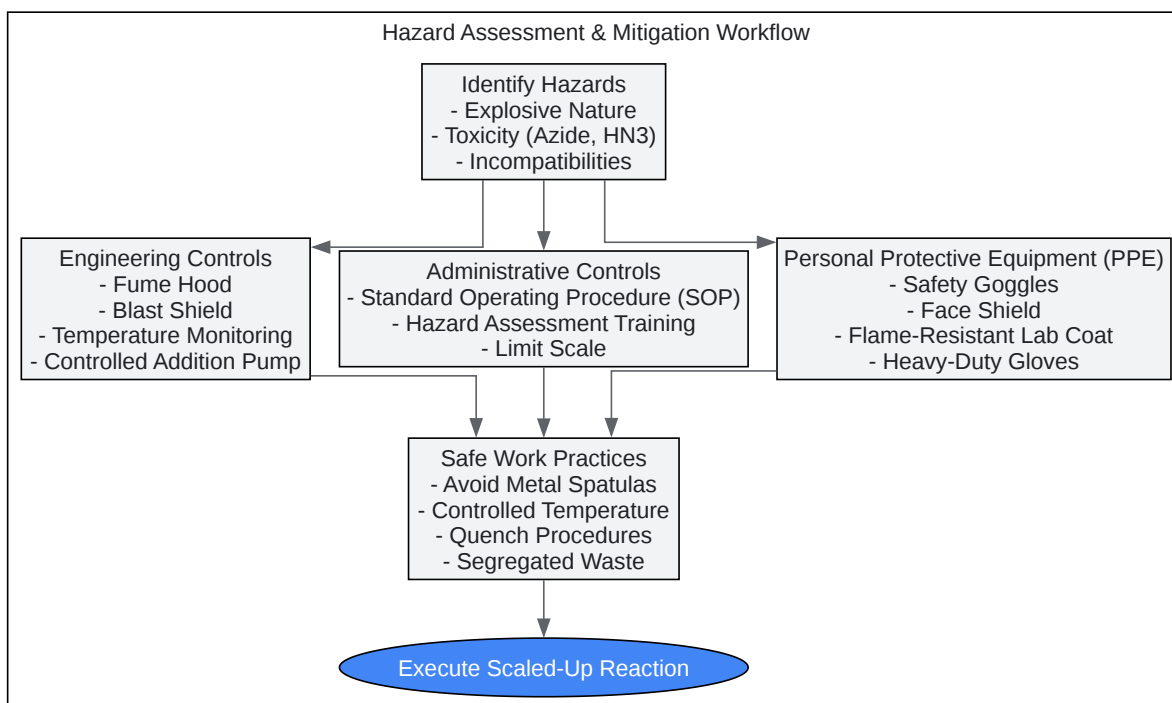 Hazard Assessment & Mitigation Workflow
Identify Hazards
- Explosive Nature
- Toxicity (Azide, HN3)
- Incompatibilities
Engineering Controls
- Fume Hood
- Blast Shield
- Temperature Monitoring
- Controlled Addition Pump
Administrative Controls
- Standard Operating Procedure (SOP)
- Hazard Assessment Training
- Limit Scale
Personal Protective Equipment (PPE)
- Safety Goggles
- Face Shield
- Flame-Resistant Lab Coat
- Heavy-Duty Gloves
Safe Work Practices
- Avoid Metal Spatulas
- Controlled Temperature
- Quench Procedures
- Segregated Waste
Execute Scaled-Up Reaction